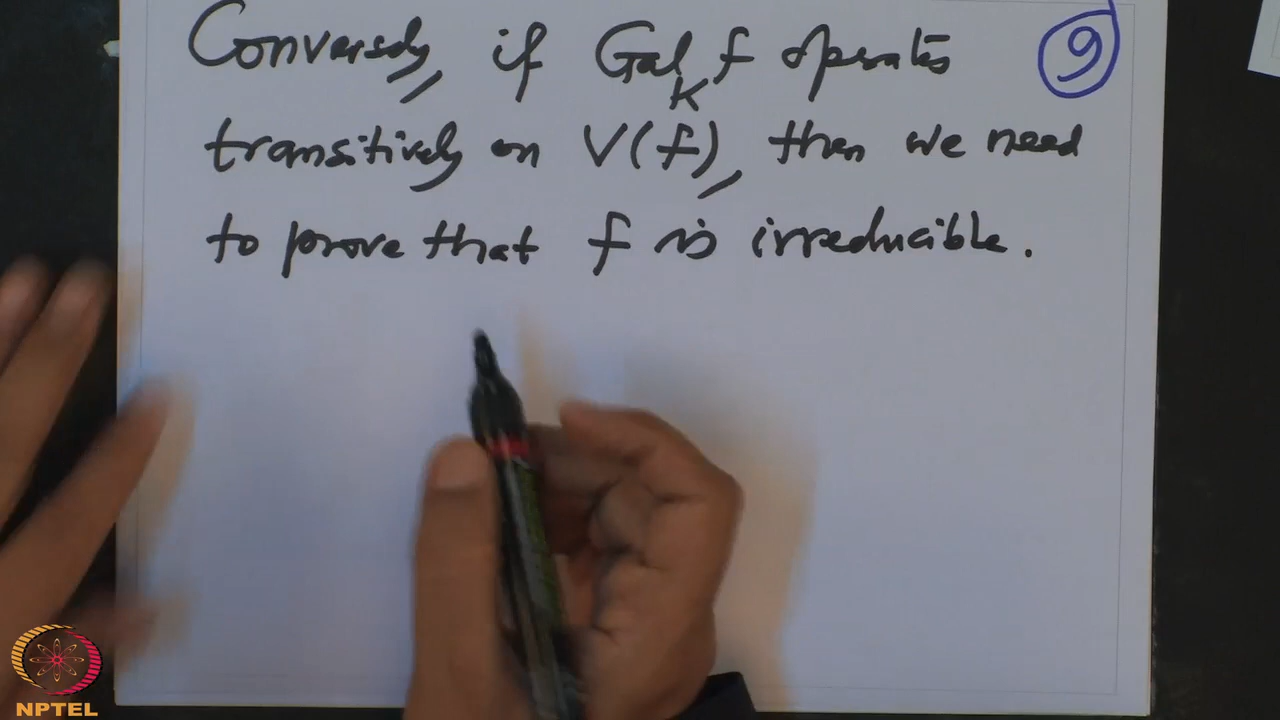 Conversely, if Gal_K f operates
transitively on V(f), then we need
to prove that f is irreducible.
9
NPTEL